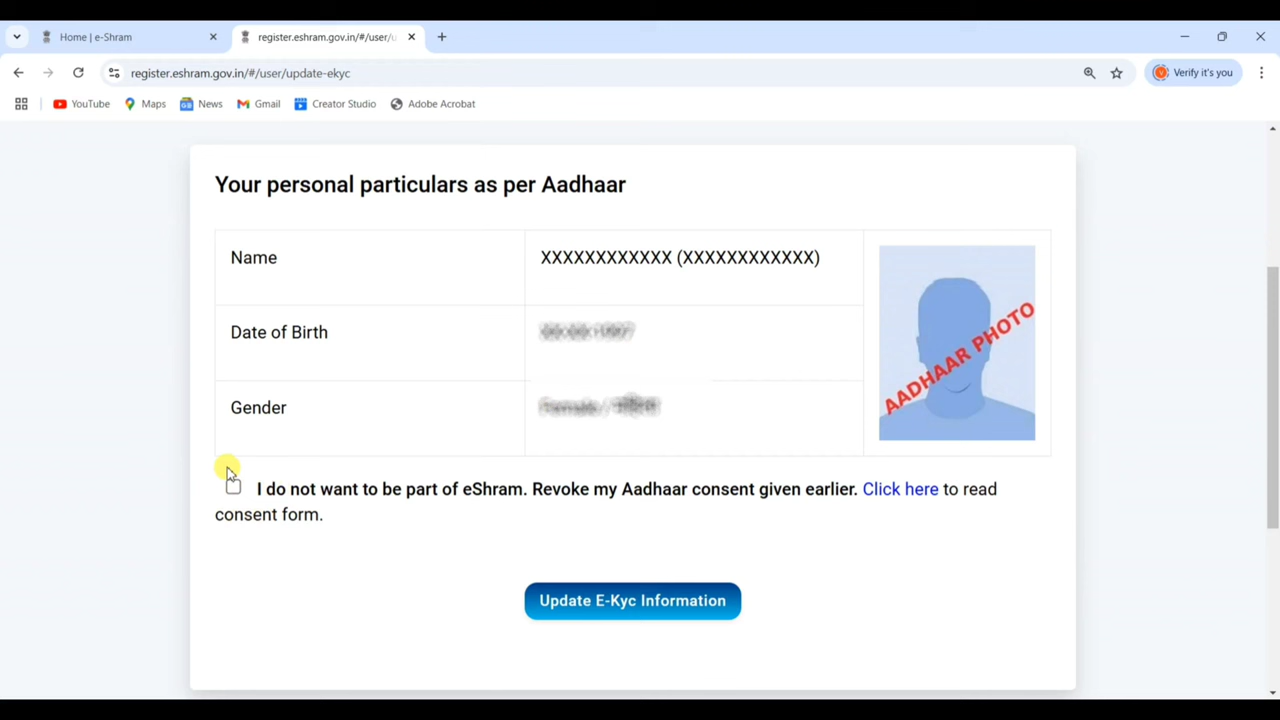 Home | e-Shram
register.eshram.gov.in/#/user/u
register.eshram.gov.in/#/user/update-ekyc
Verify it's you
YouTube Maps News Gmail Creator Studio Adobe Acrobat
Your personal particulars as per Aadhaar
Name XXXXXXXXXXXX (XXXXXXXXXXXX)
Date of Birth
Gender
AADHAAR PHOTO
I do not want to be part of eShram. Revoke my Aadhaar consent given earlier. Click here to read
consent form.
Update E-Kyc Information